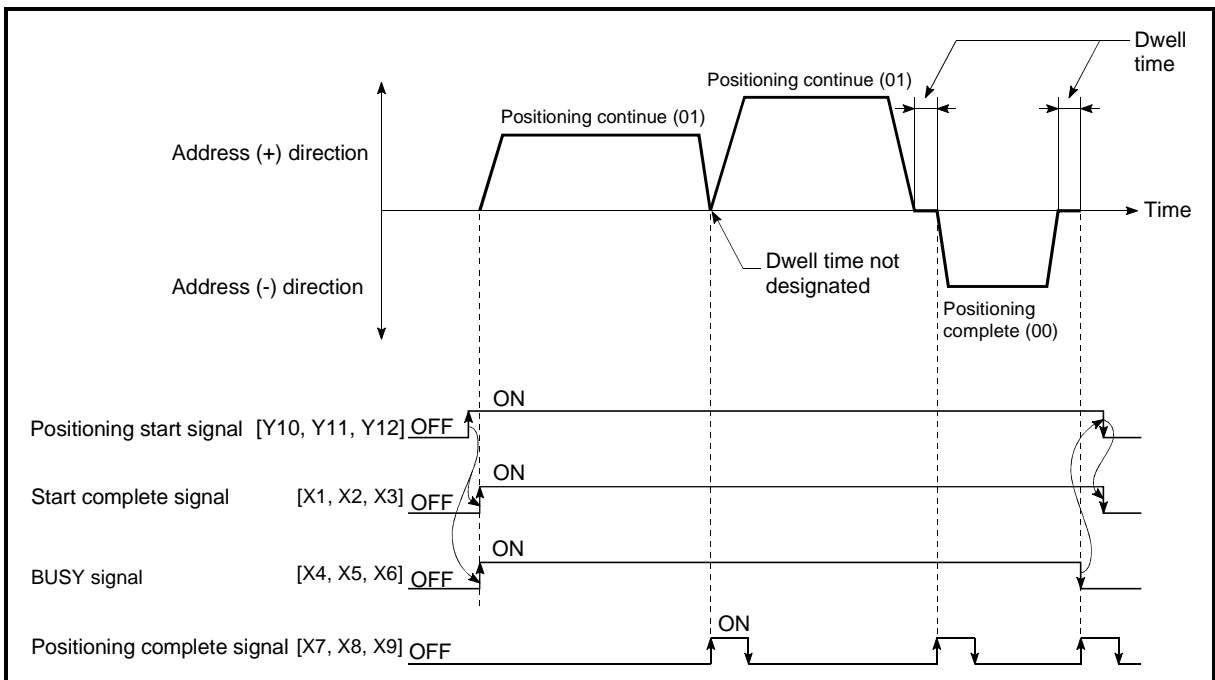 Dwell
time
Positioning continue (01)
Positioning continue (01)
Address (+) direction
Time
Dwell time not
designated
Address (-) direction
Positioning
complete (00)
ON
Positioning start signal [Y10, Y11, Y12] OFF
ON
Start complete signal [X1, X2, X3] OFF
ON
BUSY signal [X4, X5, X6] OFF
ON
Positioning complete signal [X7, X8, X9] OFF